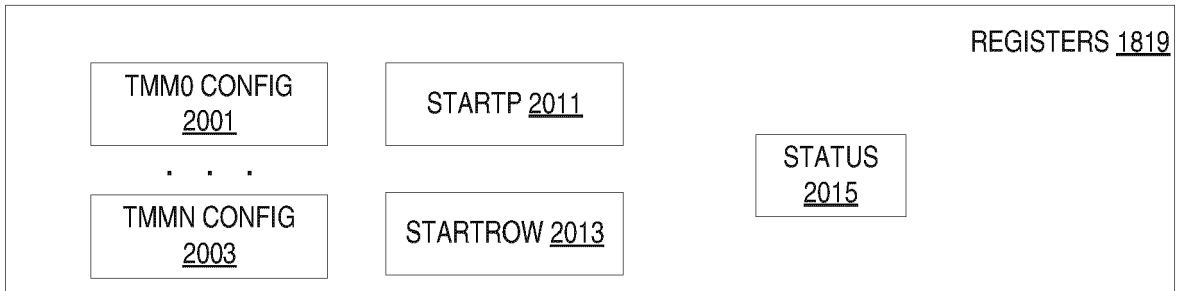 REGISTERS 1819
TMM0 CONFIG
2001
STARTP 2011
STATUS
2015
. . .
TMMN CONFIG
2003
STARTROW 2013